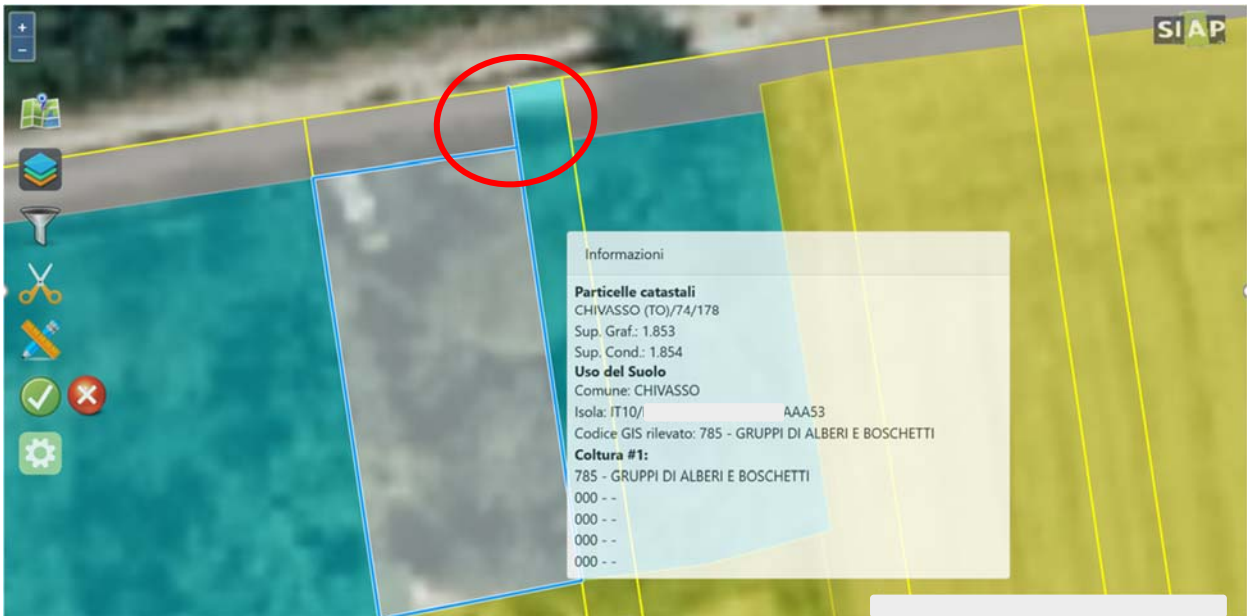 +
-
SIAP
Informazioni
Particelle catastali
CHIVASSO (TO)/74/178
Sup. Graf.: 1.853
Sup. Cond.: 1.854
Uso del Suolo
Comune: CHIVASSO
Isola: IT10/ AAA53
Codice GIS rilevato: 785 - GRUPPI DI ALBERI E BOSCHETTI
Coltura #1:
785 - GRUPPI DI ALBERI E BOSCHETTI
000 - -
000 - -
000 - -
000 - -